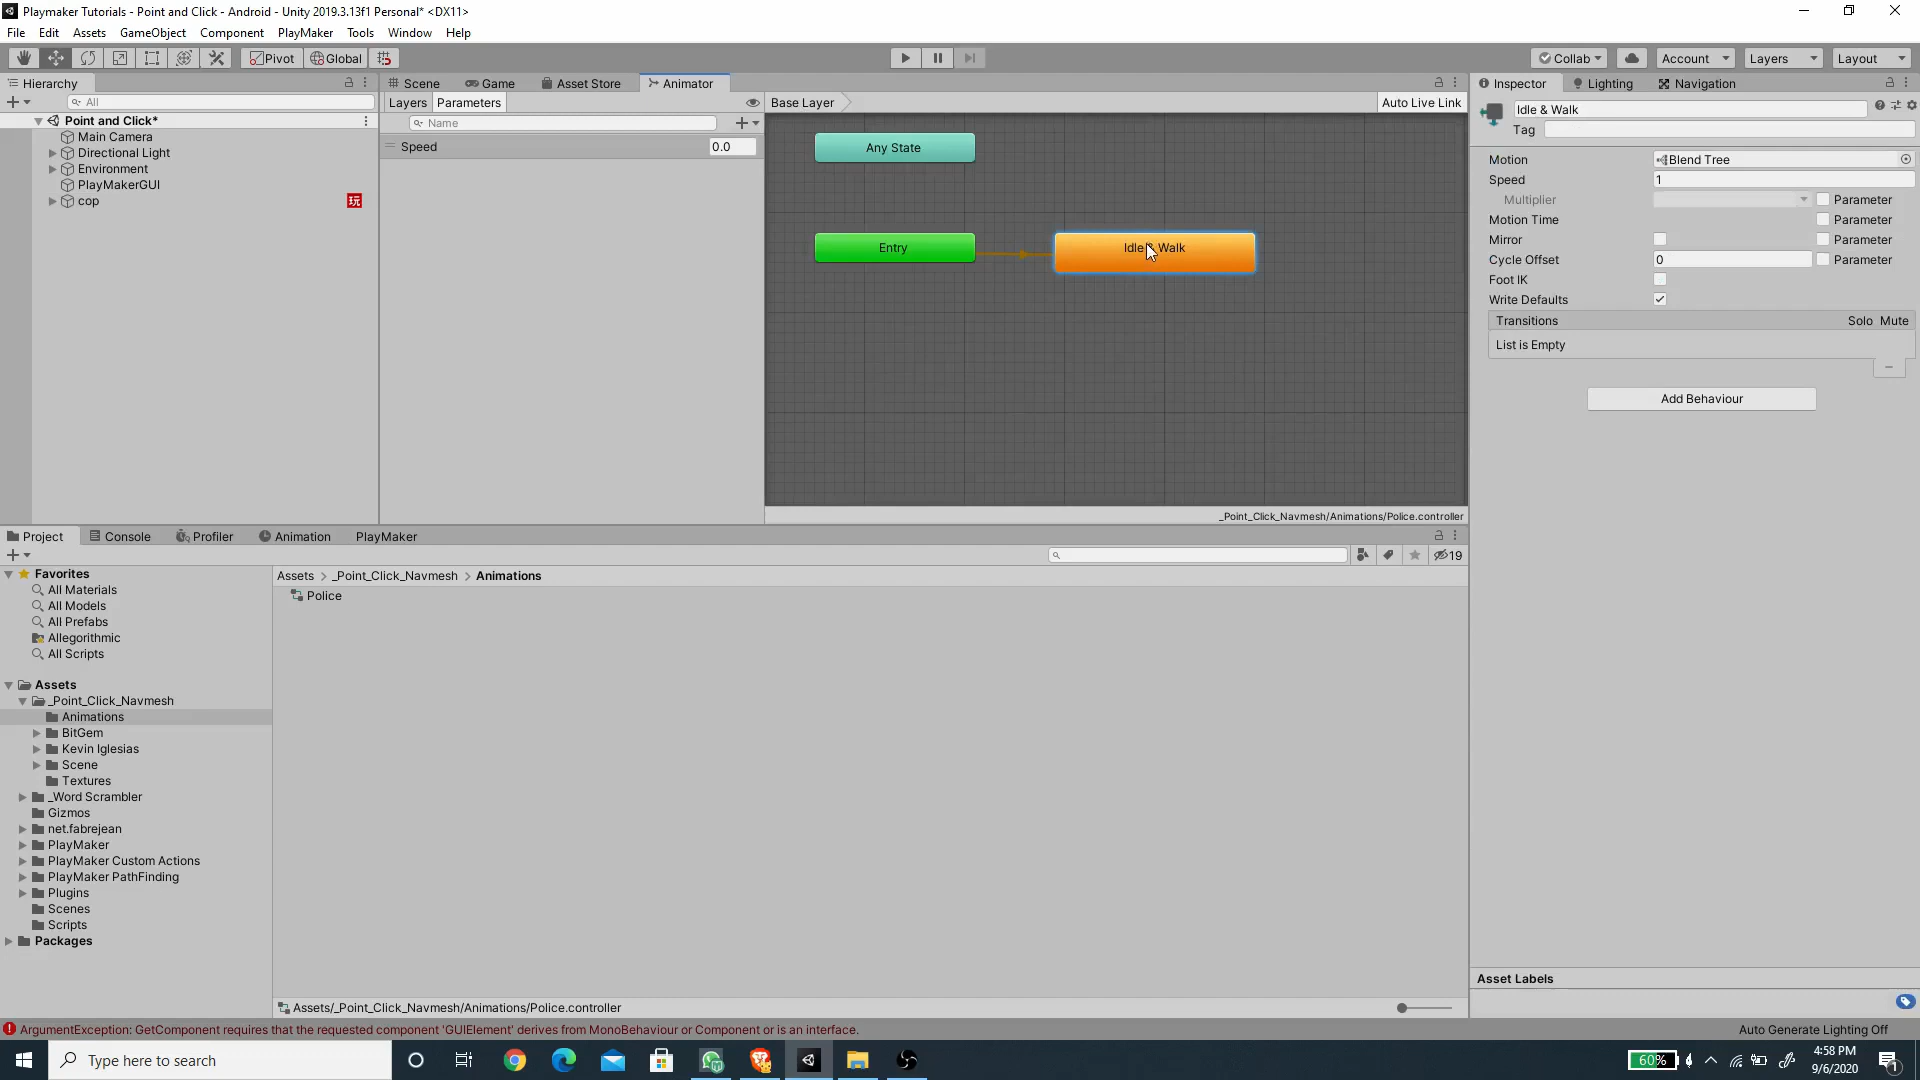 Playmaker Tutorials - Point and Click - Android - Unity 2019.3.13f1 Personal* <DX11>
File Edit Assets GameObject Component PlayMaker Tools Window Help
Pivot Global Collab Account Layers Layout
Hierarchy
All
Point and Click*
Main Camera
Directional Light
Environment
PlayMakerGUI
cop
玩
Scene Game Asset Store Animator
Layers Parameters
Name
Speed 0.0
Base Layer Auto Live Link
Any State
Entry
Idle & Walk
_Point_Click_Navmesh/Animations/Police.controller
Inspector Lighting Navigation
Idle & Walk
Tag
Motion Blend Tree
Speed 1
Multiplier Parameter
Motion Time Parameter
Mirror Parameter
Cycle Offset 0 Parameter
Foot IK
Write Defaults
Transitions Solo Mute
List is Empty
Add Behaviour
Asset Labels
Project Console Profiler Animation PlayMaker
19
Favorites
All Materials
All Models
All Prefabs
Allegorithmic
All Scripts
Assets
_Point_Click_Navmesh
Animations
BitGem
Kevin Iglesias
Scene
Textures
_Word Scrambler
Gizmos
net.fabrejean
PlayMaker
PlayMaker Custom Actions
PlayMaker PathFinding
Plugins
Scenes
Scripts
Packages
Assets > _Point_Click_Navmesh > Animations
Police
Assets/_Point_Click_Navmesh/Animations/Police.controller
ArgumentException: GetComponent requires that the requested component 'GUIElement' derives from MonoBehaviour or Component or is an interface.
Auto Generate Lighting Off
Type here to search
60%
4:58 PM
9/6/2020
1